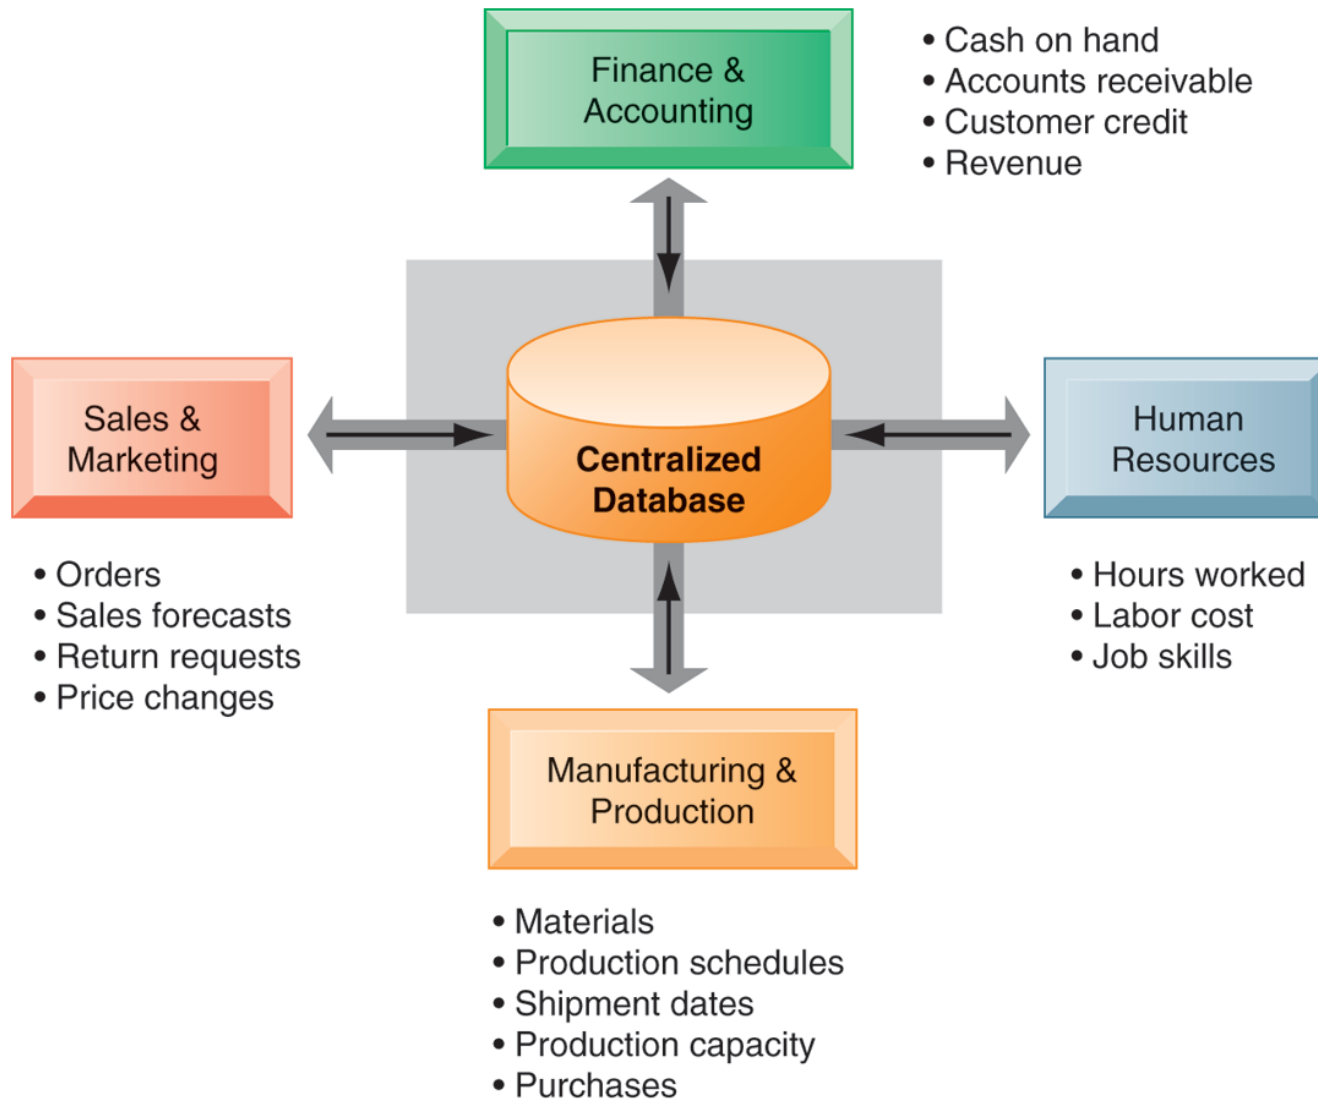 Finance &
Accounting
• Cash on hand
• Accounts receivable
• Customer credit
• Revenue
Sales &
Marketing
• Orders
• Sales forecasts
• Return requests
• Price changes
Centralized
Database
Human
Resources
• Hours worked
• Labor cost
• Job skills
Manufacturing &
Production
• Materials
• Production schedules
• Shipment dates
• Production capacity
• Purchases